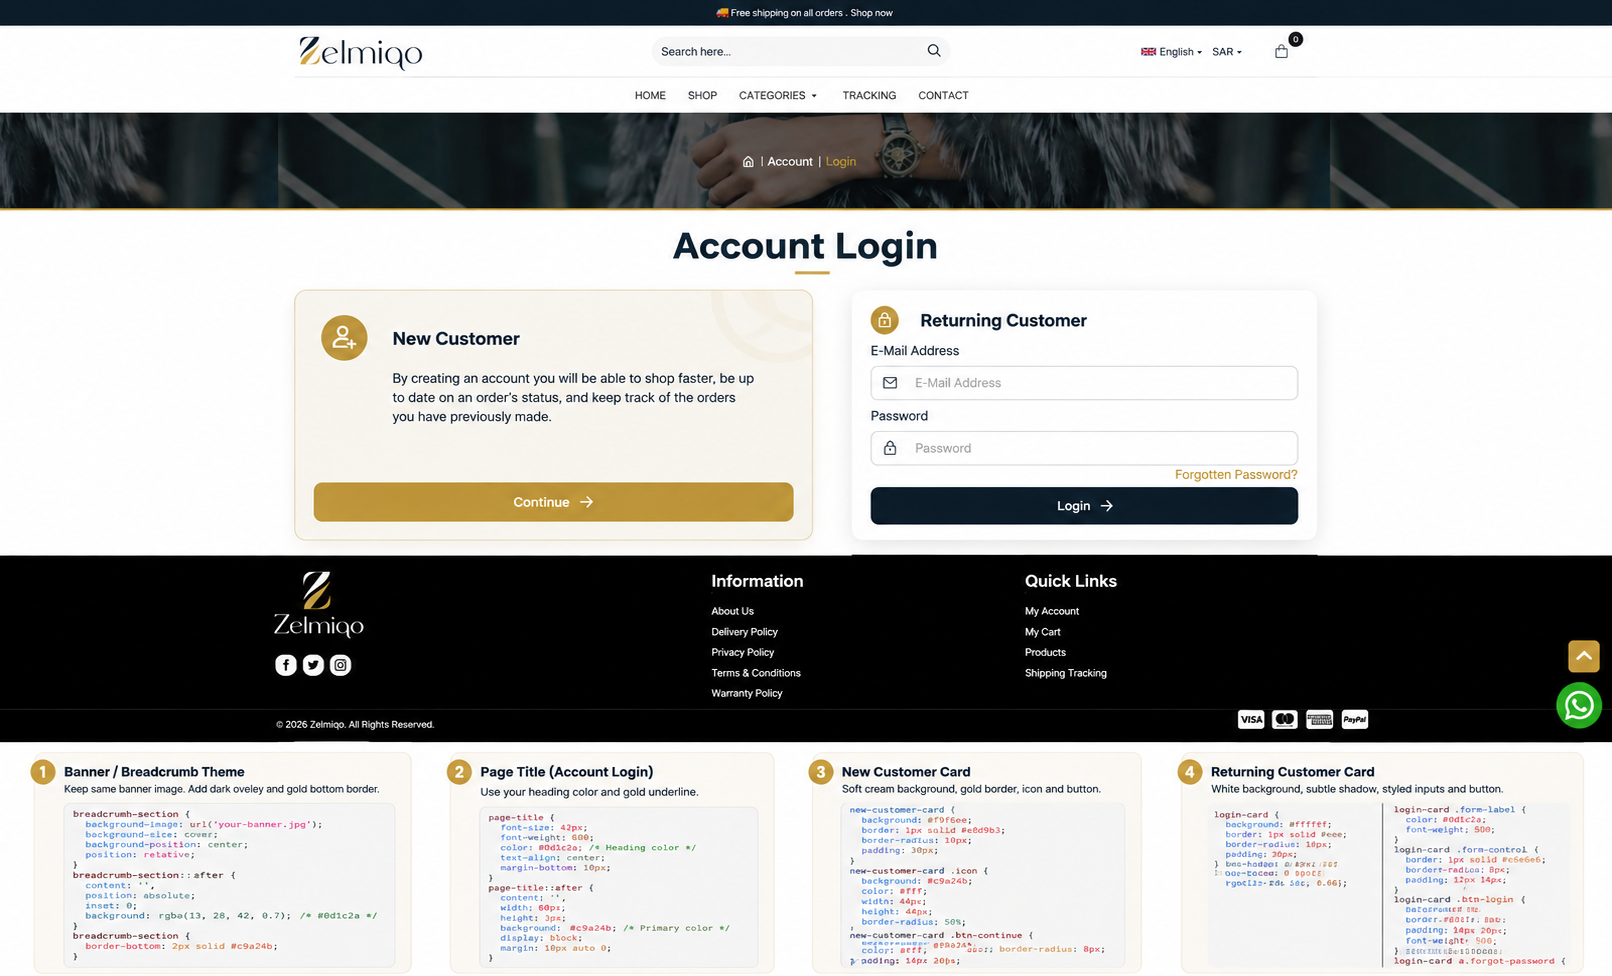 🚚 Free shipping on all orders . Shop now
Zelmiqo
Search here...
English
SAR
0
HOME
SHOP
CATEGORIES
TRACKING
CONTACT
| Account | Login
Account Login
New Customer
By creating an account you will be able to shop faster, be up
to date on an order's status, and keep track of the orders
you have previously made.
Continue →
Returning Customer
E-Mail Address
E-Mail Address
Password
Password
Forgotten Password?
Login →
Zelmiqo
Information
About Us
Delivery Policy
Privacy Policy
Terms & Conditions
Warranty Policy
Quick Links
My Account
My Cart
Products
Shipping Tracking
© 2026 Zelmiqo. All Rights Reserved.
VISA
PayPal
1
Banner / Breadcrumb Theme
Keep same banner image. Add dark oveley and gold bottom border.
breadcrumb-section {
background-image: url('your-banner.jpg');
background-size: cover;
background-position: center;
position: relative;
}
breadcrumb-section::after {
content: '',
position: absolute;
inset: 0;
background: rgba(13, 28, 42, 0.7); /* #0d1c2a */
}
breadcrumb-section {
border-bottom: 2px solid #c9a24b;
}
2
Page Title (Account Login)
Use your heading color and gold underline.
page-title {
font-size: 42px;
font-weight: 600;
color: #0d1c2a; /* Heading color */
text-align: center;
margin-bottom: 10px;
}
page-title::after {
content: '',
width: 60px;
height: 3px;
background: #c9a24b; /* Primary color */
display: block;
margin: 10px auto 0;
}
3
New Customer Card
Soft cream background, gold border, icon and button.
new-customer-card {
background: #f9f6ee;
border: 1px solid #e8d9b3;
border-radius: 10px;
padding: 30px;
}
new-customer-card .icon {
background: #c9a24b;
color: #fff;
width: 44px;
height: 44px;
border-radius: 50%;
new-customer-card .btn-continue {
color: #fff; border-radius: 8px;
padding: 14px 20px;
4
Returning Customer Card
White background, subtle shadow, styled inputs and button.
login-card {
background: #ffffff;
border: 1px solid #eee;
border-radius: 10px;
padding: 30px;
}
login-card .form-label {
color: #0d1c2a;
font-weight: 500;
}
login-card .form-control {
border: 1px solid #e6e6e6;
border-radius: 8px;
padding: 12px 14px;
}
login-card .btn-login {
padding: 14px 20px;
font-weight: 500;
}
login-card a.forgot-password {